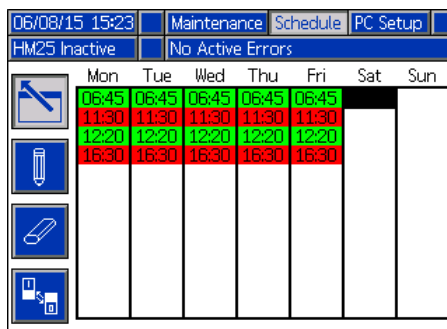 06/08/15 15:23 Maintenance Schedule PC Setup
HM25 Inactive No Active Errors
Mon Tue Wed Thu Fri Sat Sun
06:45 06:45 06:45 06:45 06:45
11:30 11:30 11:30 11:30 11:30
12:20 12:20 12:20 12:20 12:20
16:30 16:30 16:30 16:30 16:30